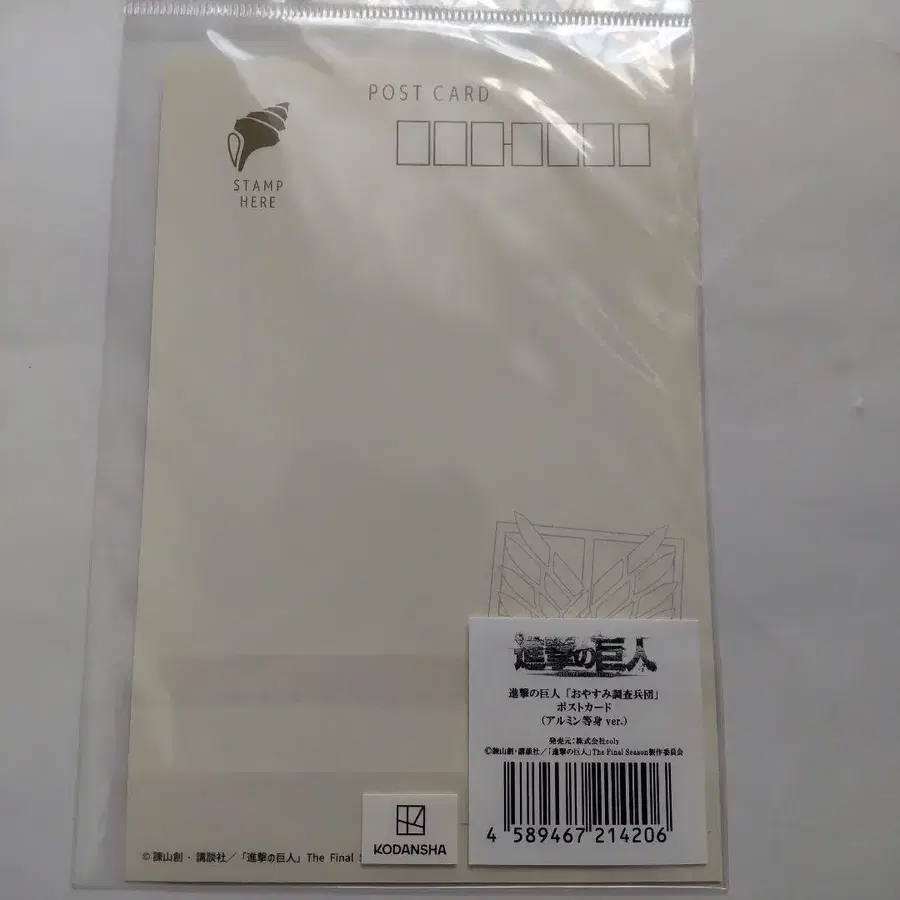 POST CARD
STAMP
HERE
進撃の巨人
進撃の巨人「おやすみ調査兵団」
ポストカード
(アルミン等身 ver.)
発売元:株式会社coly
©諫山創・講談社/「進撃の巨人」The Final Season製作委員会
4 589467 214206
KODANSHA
©諫山創・講談社/「進撃の巨人」The Final